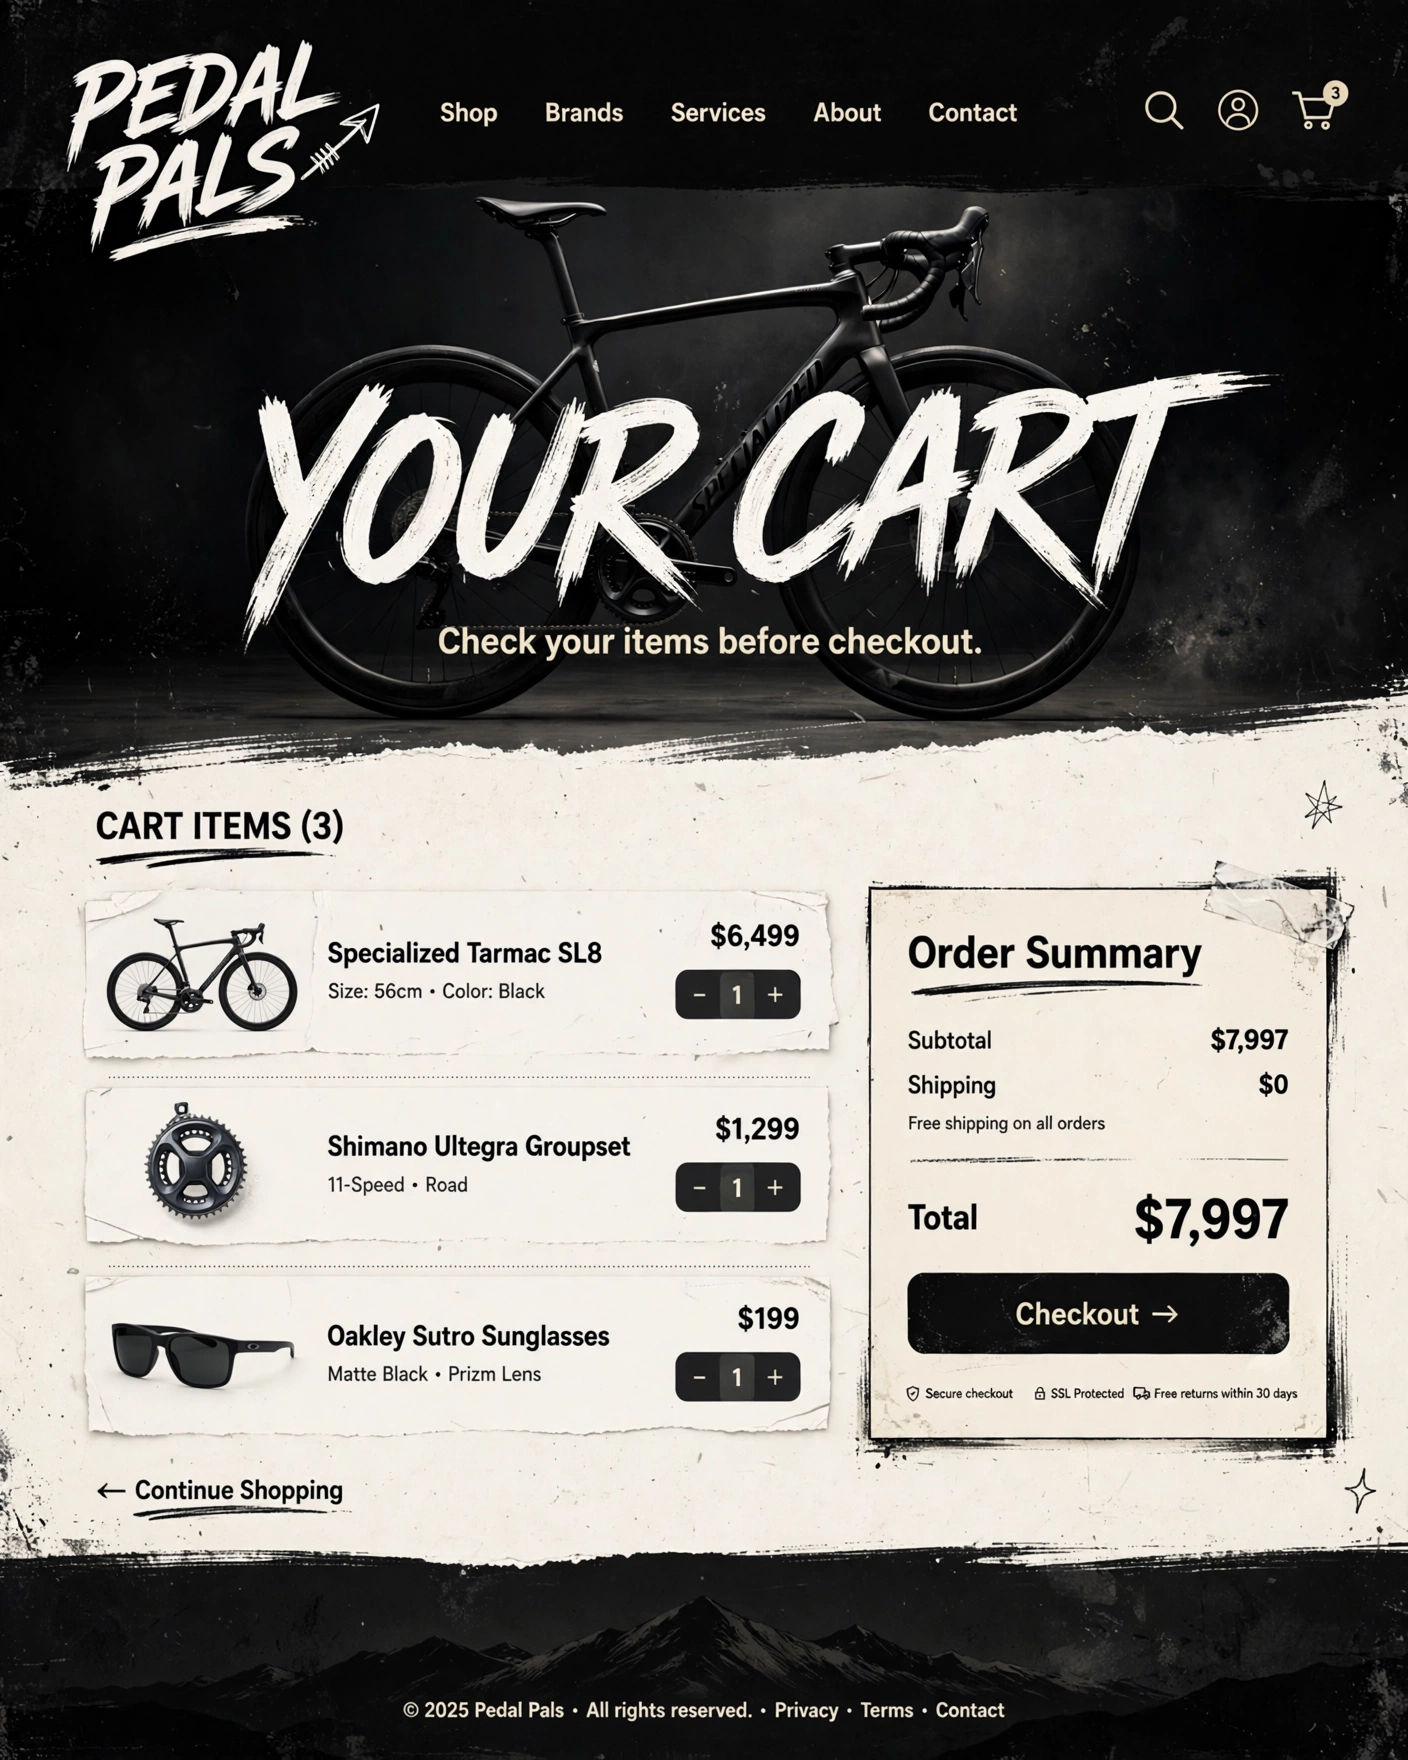 PEDAL
PALS
Shop Brands Services About Contact
3
SPECIALIZED
YOUR CART
Check your items before checkout.
CART ITEMS (3)
Specialized Tarmac SL8
Size: 56cm • Color: Black
$6,499
− 1 +
Shimano Ultegra Groupset
11-Speed • Road
$1,299
− 1 +
Oakley Sutro Sunglasses
Matte Black • Prizm Lens
$199
− 1 +
← Continue Shopping
Order Summary
Subtotal $7,997
Shipping $0
Free shipping on all orders
Total $7,997
Checkout →
Secure checkout SSL Protected Free returns within 30 days
© 2025 Pedal Pals • All rights reserved. • Privacy • Terms • Contact